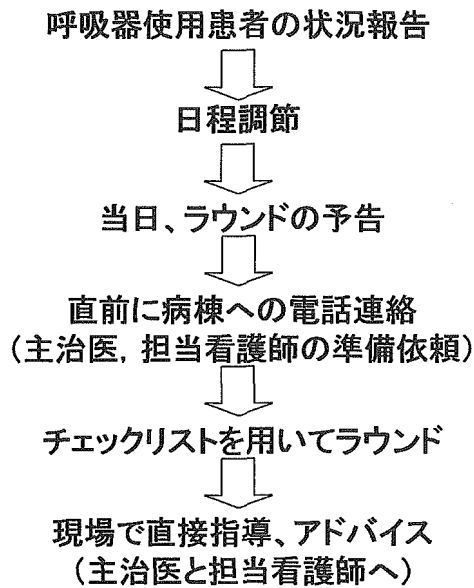 呼吸器使用患者の状況報告
日程調節
当日、ラウンドの予告
直前に病棟への電話連絡
（主治医，担当看護師の準備依頼）
チェックリストを用いてラウンド
現場で直接指導、アドバイス
（主治医と担当看護師へ）